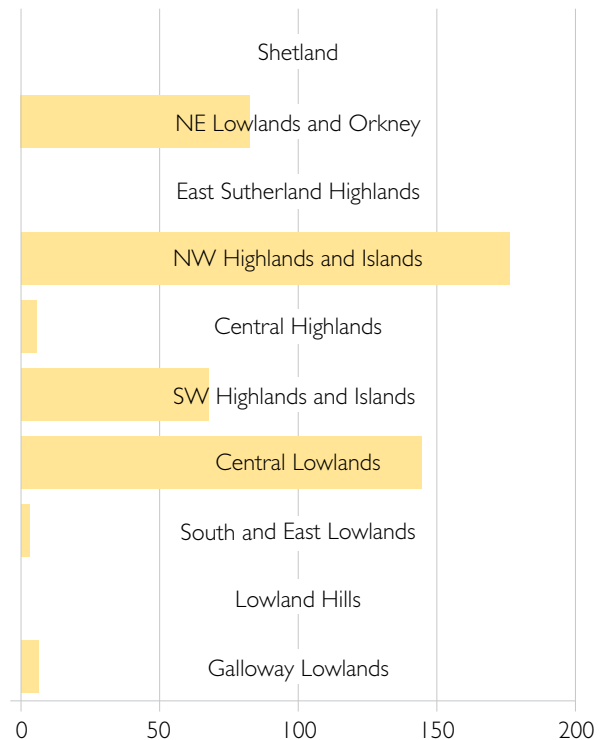 Shetland
NE Lowlands and Orkney
East Sutherland Highlands
NW Highlands and Islands
Central Highlands
SW Highlands and Islands
Central Lowlands
South and East Lowlands
Lowland Hills
Galloway Lowlands
0 50 100 150 200